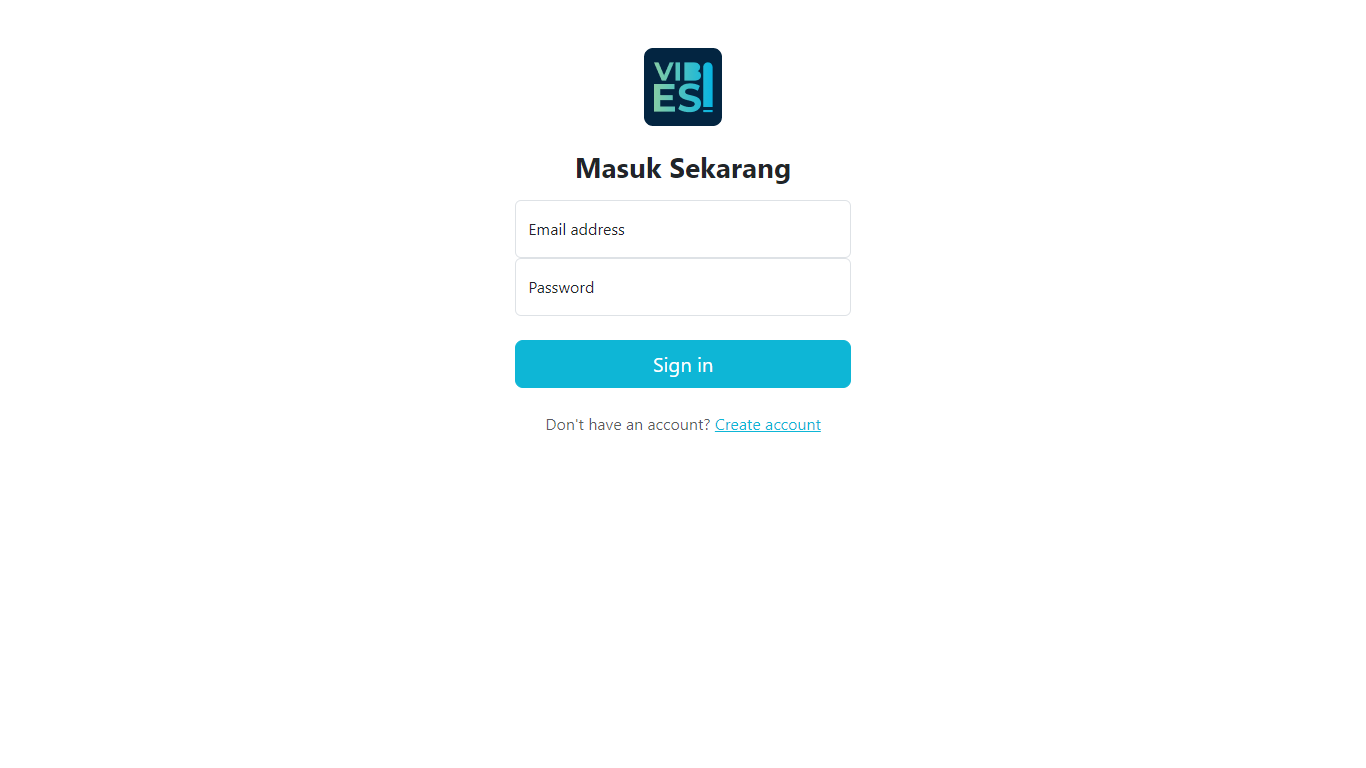 VIB
ES!
Masuk Sekarang
Email address
Password
Sign in
Don't have an account? Create account